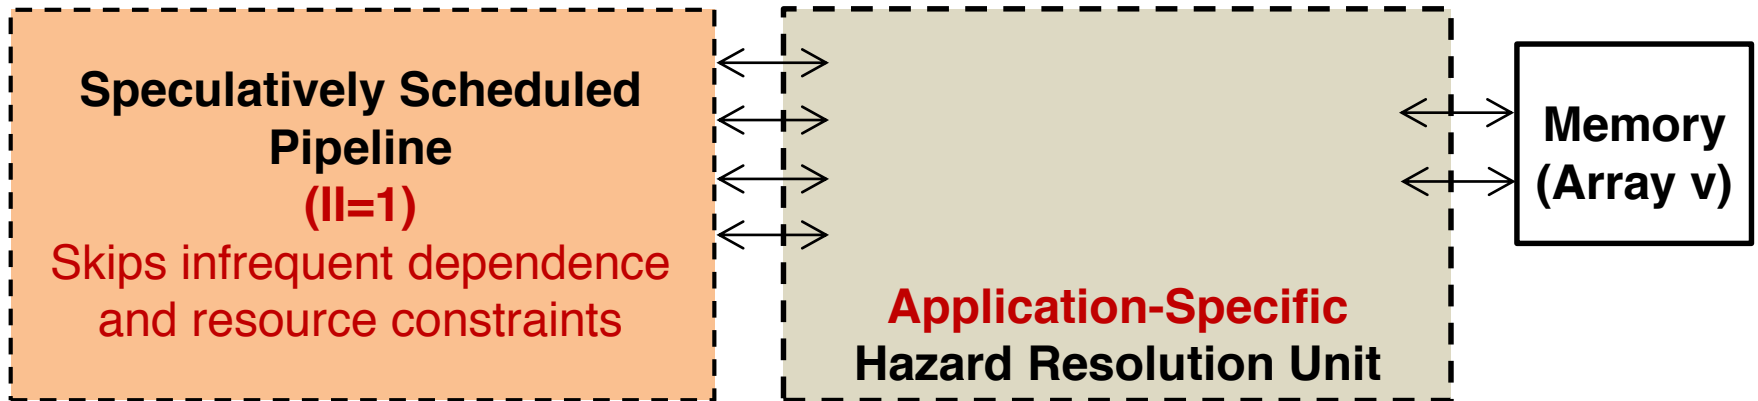 Speculatively Scheduled
Pipeline
(II=1)
Skips infrequent dependence
and resource constraints
Application-Specific
Hazard Resolution Unit
Memory
(Array v)